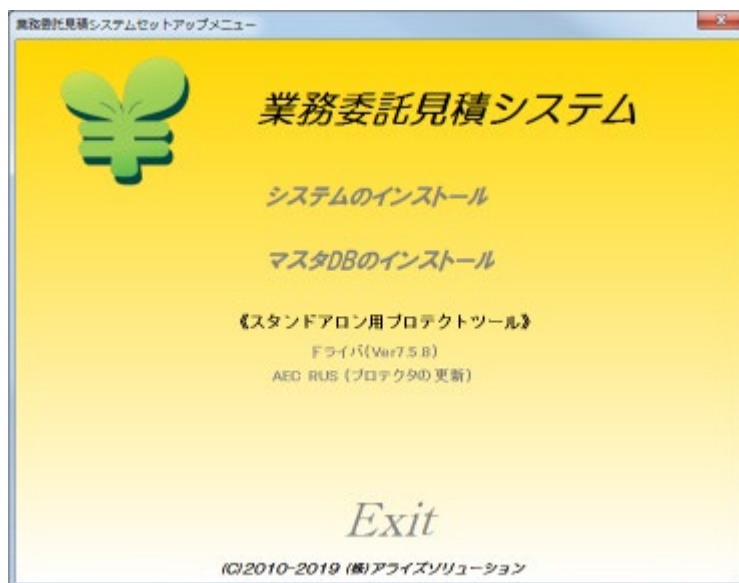 業務委託見積システムセットアップメニュー
業務委託見積システム
システムのインストール
マスタDBのインストール
《スタンドアロン用プロテクトツール》
ドライバ(Ver7.5.8)
AEC RUS (プロテクタの更新)
Exit
(C)2010-2019 (株)アライズソリューション